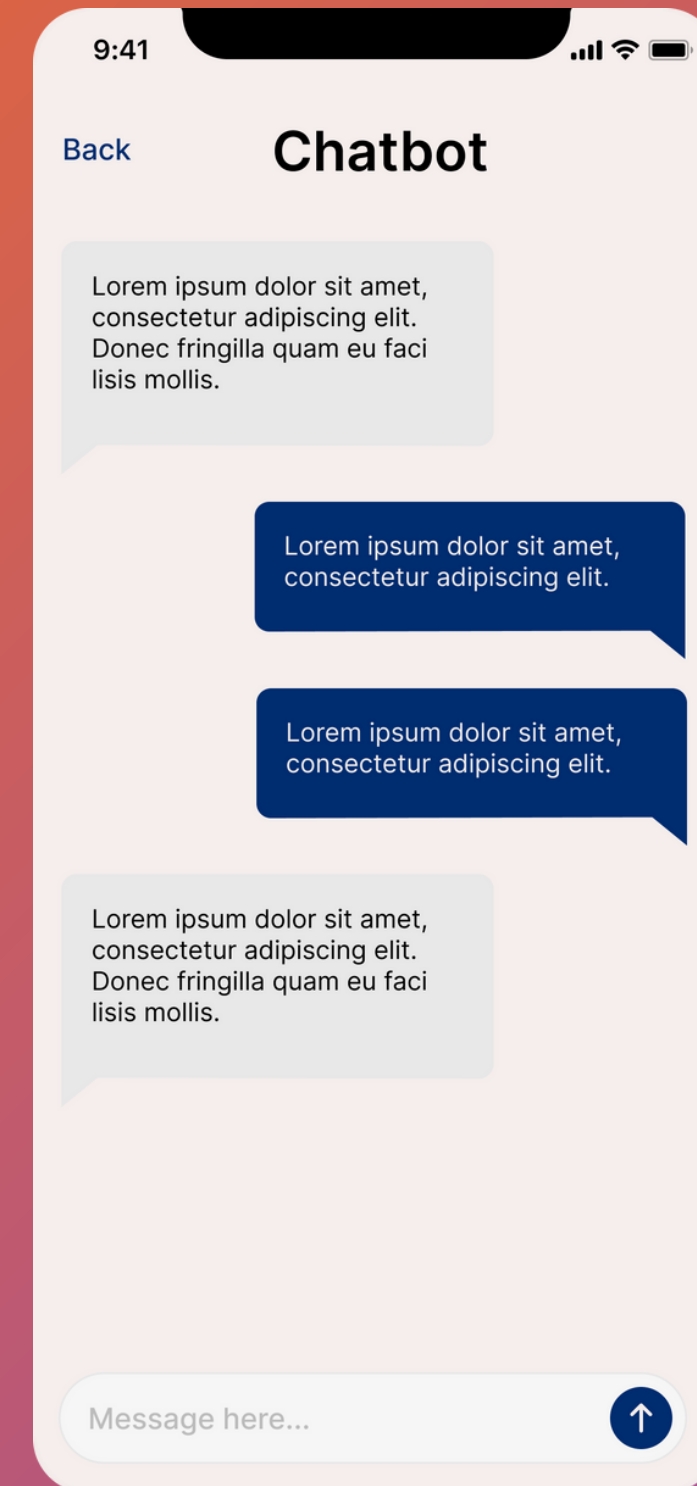 9:41
Back
Chatbot
Lorem ipsum dolor sit amet,
consectetur adipiscing elit.
Donec fringilla quam eu faci
lisis mollis.
Lorem ipsum dolor sit amet,
consectetur adipiscing elit.
Lorem ipsum dolor sit amet,
consectetur adipiscing elit.
Lorem ipsum dolor sit amet,
consectetur adipiscing elit.
Donec fringilla quam eu faci
lisis mollis.
Message here...